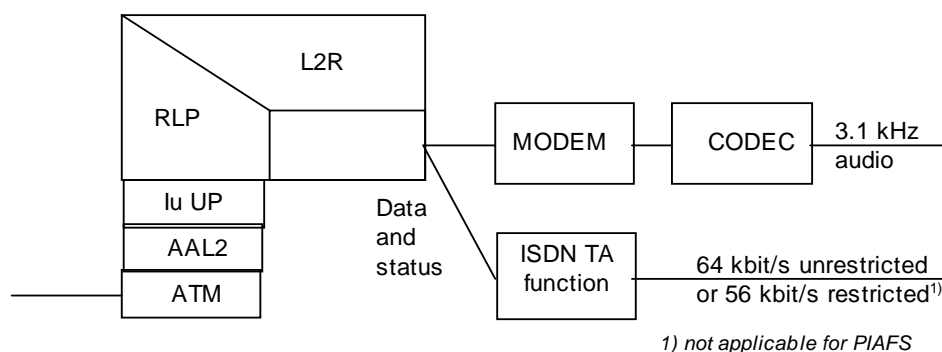 L2R
RLP
Iu UP
AAL2
ATM
Data
and
status
MODEM
CODEC
3.1 kHz
audio
ISDN TA
function
64 kbit/s unrestricted
or 56 kbit/s restricted1)
1) not applicable for PIAFS